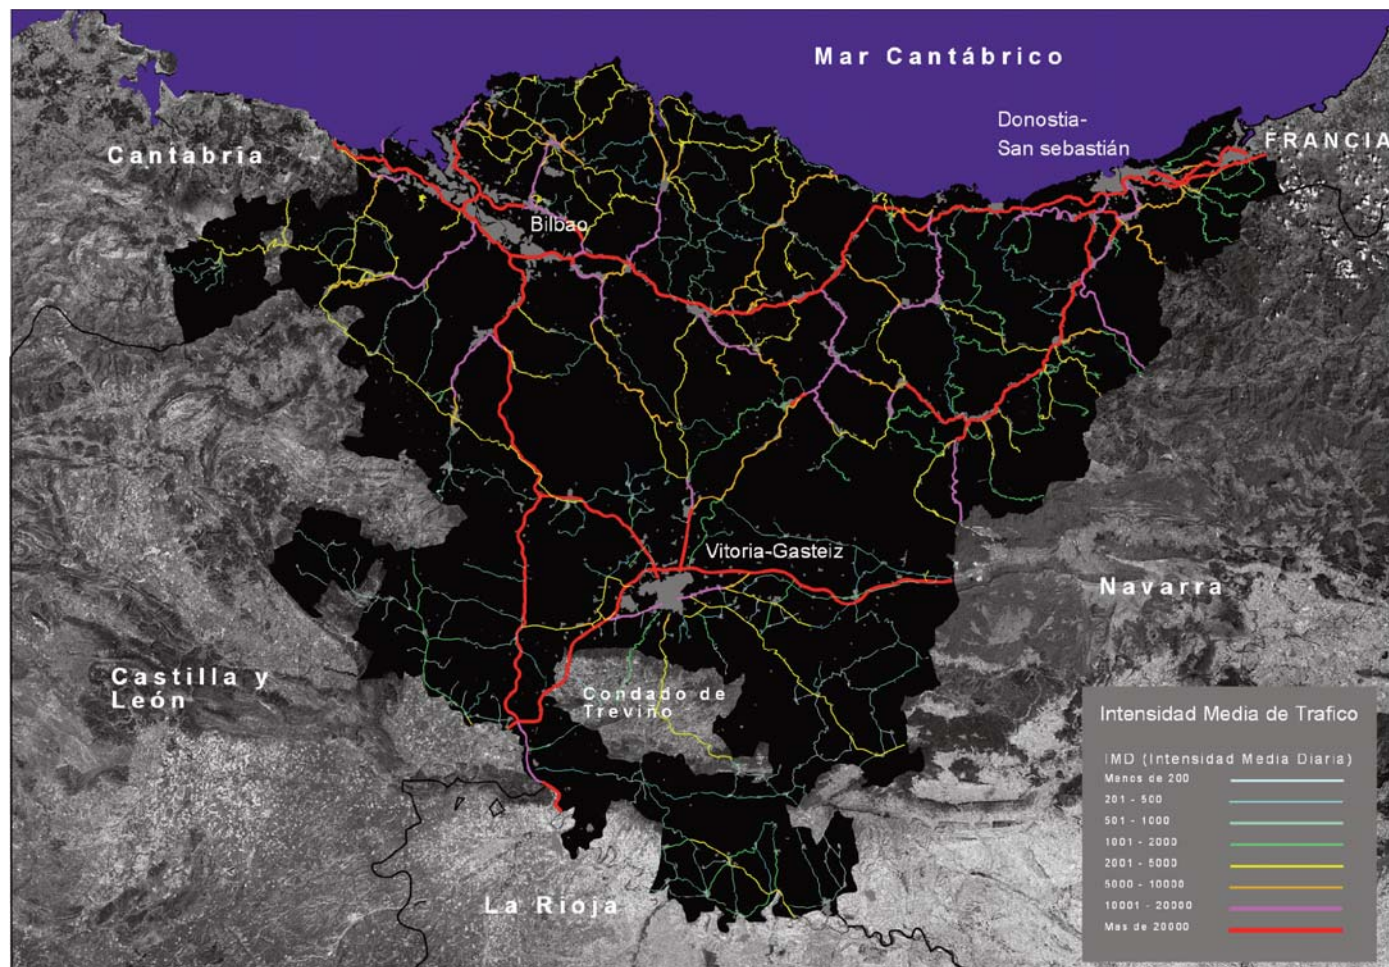 Mar Cantábrico
Donostia-
San sebastián
FRANCIA
Cantabria
Bilbao
Vitoria-Gasteiz
Navarra
Castilla y
León
Condado de
Treviño
La Rioja
Intensidad Media de Trafico
IMD (Intensidad Media Diaria)
Menos de 200
201 - 500
501 - 1000
1001 - 2000
2001 - 5000
5000 - 10000
10001 - 20000
Mas de 20000